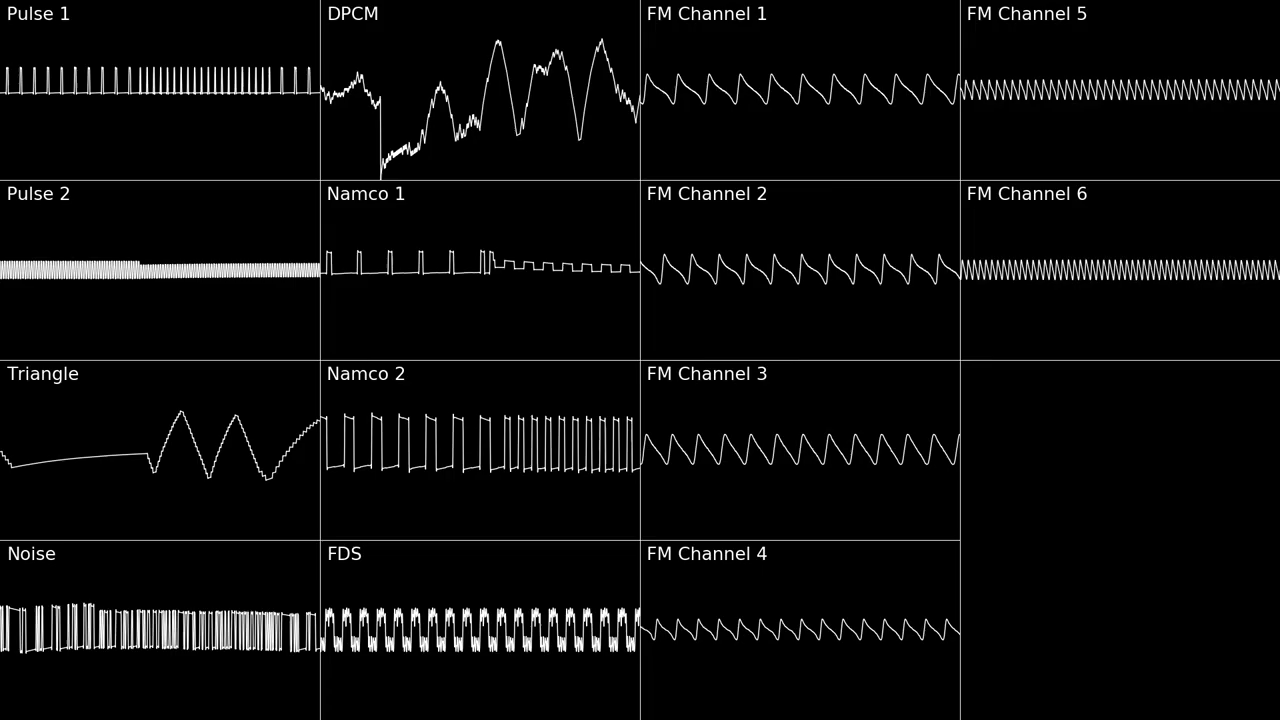 Pulse 1
DPCM
FM Channel 1
FM Channel 5
Pulse 2
Namco 1
FM Channel 2
FM Channel 6
Triangle
Namco 2
FM Channel 3
Noise
FDS
FM Channel 4